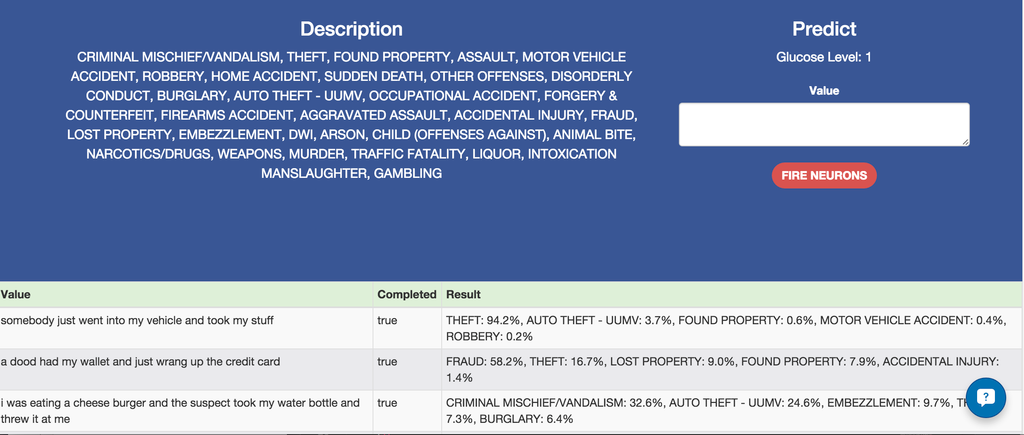 Description
CRIMINAL MISCHIEF/VANDALISM, THEFT, FOUND PROPERTY, ASSAULT, MOTOR VEHICLE
ACCIDENT, ROBBERY, HOME ACCIDENT, SUDDEN DEATH, OTHER OFFENSES, DISORDERLY
CONDUCT, BURGLARY, AUTO THEFT - UUMV, OCCUPATIONAL ACCIDENT, FORGERY &
COUNTERFEIT, FIREARMS ACCIDENT, AGGRAVATED ASSAULT, ACCIDENTAL INJURY, FRAUD,
LOST PROPERTY, EMBEZZLEMENT, DWI, ARSON, CHILD (OFFENSES AGAINST), ANIMAL BITE,
NARCOTICS/DRUGS, WEAPONS, MURDER, TRAFFIC FATALITY, LIQUOR, INTOXICATION
MANSLAUGHTER, GAMBLING
Predict
Glucose Level: 1
Value
FIRE NEURONS
Value Completed Result
somebody just went into my vehicle and took my stuff true THEFT: 94.2%, AUTO THEFT - UUMV: 3.7%, FOUND PROPERTY: 0.6%, MOTOR VEHICLE ACCIDENT: 0.4%,
ROBBERY: 0.2%
a dood had my wallet and just wrang up the credit card true FRAUD: 58.2%, THEFT: 16.7%, LOST PROPERTY: 9.0%, FOUND PROPERTY: 7.9%, ACCIDENTAL INJURY:
1.4%
i was eating a cheese burger and the suspect took my water bottle and true CRIMINAL MISCHIEF/VANDALISM: 32.6%, AUTO THEFT - UUMV: 24.6%, EMBEZZLEMENT: 9.7%,
threw it at me 7.3%, BURGLARY: 6.4%